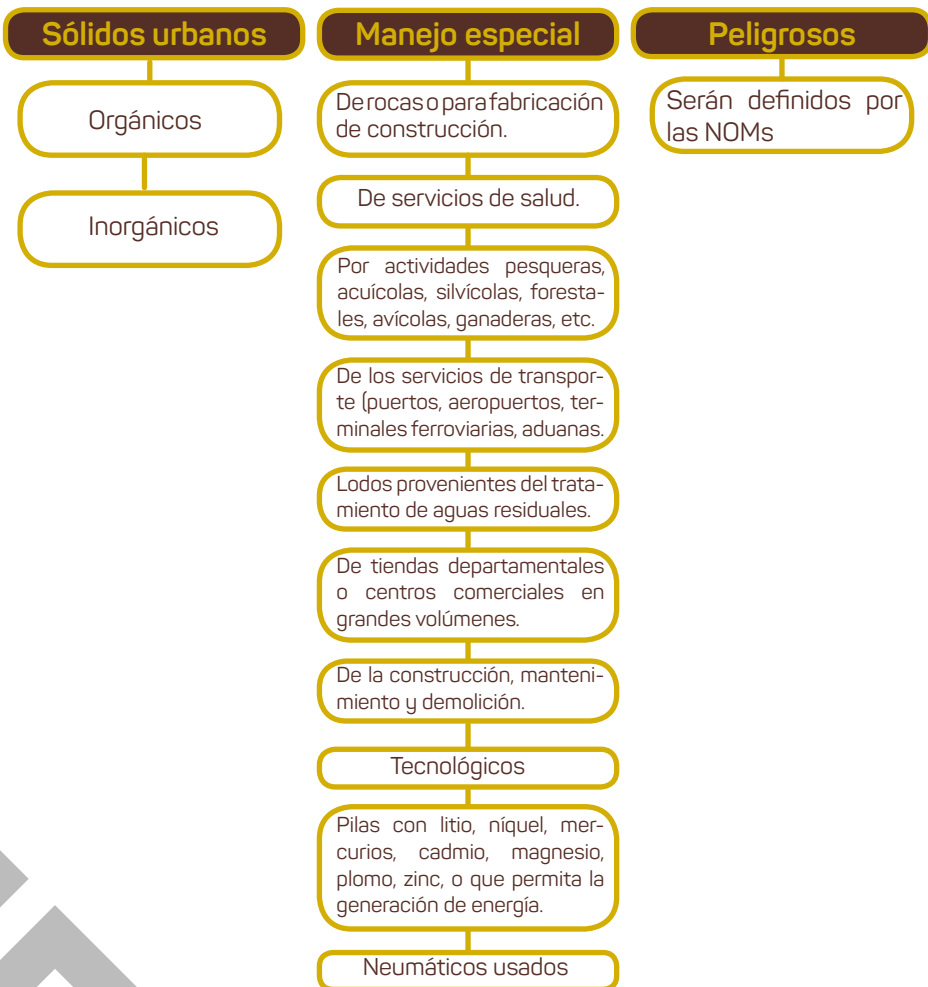 Sólidos urbanos
Orgánicos
Inorgánicos
Manejo especial
De rocas o para fabricación
de construcción.
De servicios de salud.
Por actividades pesqueras,
acuícolas, silvícolas, foresta-
les, avícolas, ganaderas, etc.
De los servicios de transpor-
te (puertos, aeropuertos, ter-
minales ferroviarias, aduanas.
Lodos provenientes del trata-
miento de aguas residuales.
De tiendas departamentales
o centros comerciales en
grandes volúmenes.
De la construcción, manteni-
miento y demolición.
Tecnológicos
Pilas con litio, níquel, mer-
curios, cadmio, magnesio,
plomo, zinc, o que permita la
generación de energía.
Neumáticos usados
Peligrosos
Serán definidos por
las NOMs